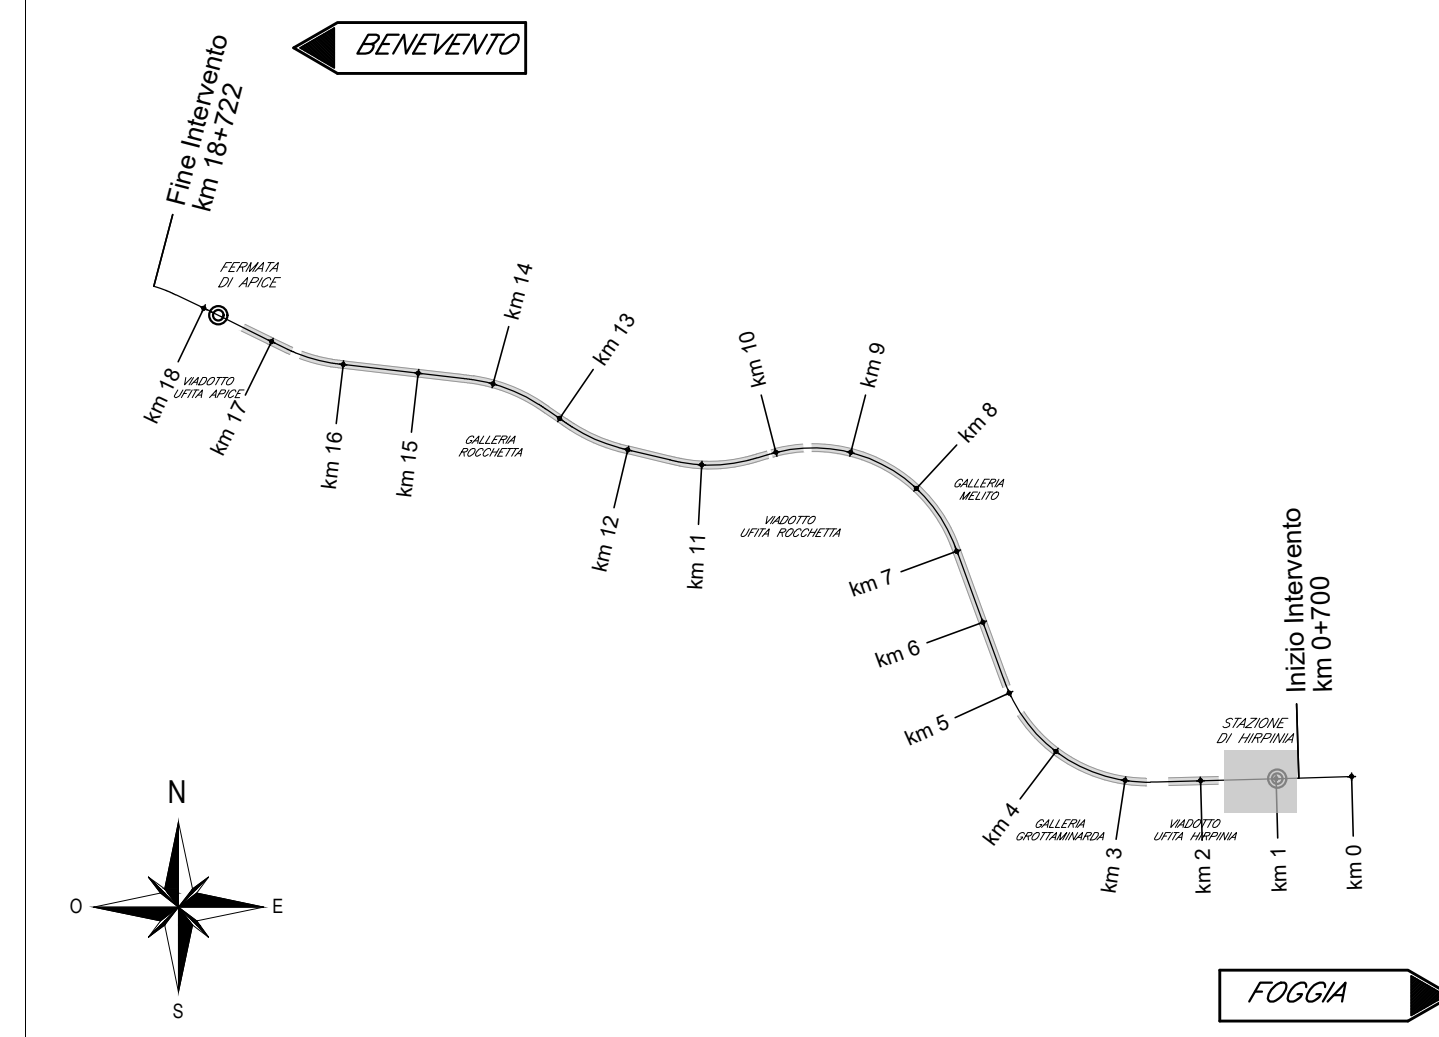 BENEVENTO
Fine Intervento
km 18+722
FERMATA
DI APICE
km 18
VIADOTTO
UFITA APICE
km 17
km 16
km 15
GALLERIA
ROCCHETTA
km 14
km 13
km 12
km 11
km 10
VIADOTTO
UFITA ROCCHETTA
km 9
km 8
GALLERIA
MELITO
km 7
km 6
km 5
km 4
GALLERIA
GROTTAMINARDA
km 3
VIADOTTO
UFITA HIRPINIA
km 2
STAZIONE
DI HIRPINIA
km 1
Inizio Intervento
km 0+700
km 0
N
O
E
S
FOGGIA